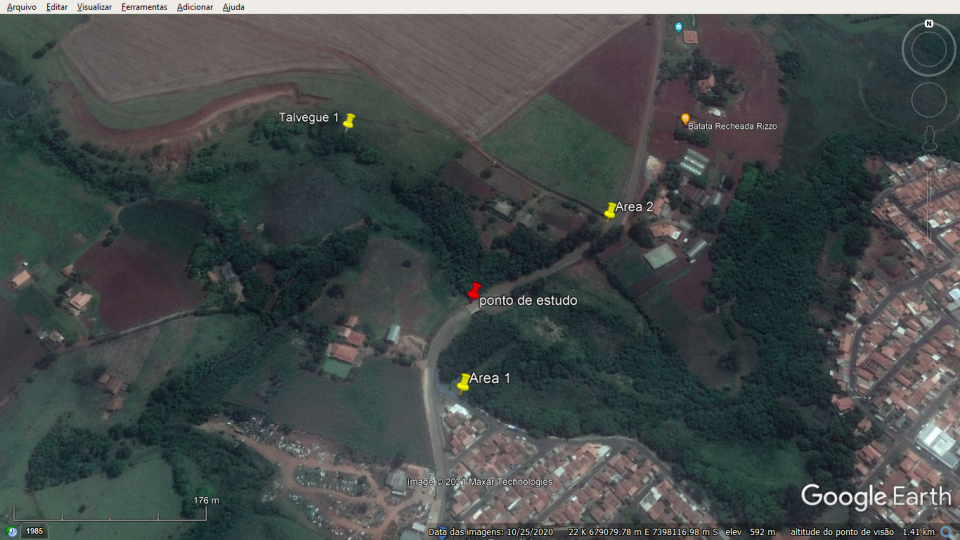 Arquivo Editar Visualizar Ferramentas Adicionar Ajuda
N
Talvegue 1
Batata Recheada Rizzo
Area 2
ponto de estudo
Area 1
Image © 2021 Maxar Technologies
176 m
Google Earth
1985
Data das imagens: 10/25/2020 22 K 679079.78 m E 7398116.98 m S elev 592 m altitude do ponto de visão 1.41 km